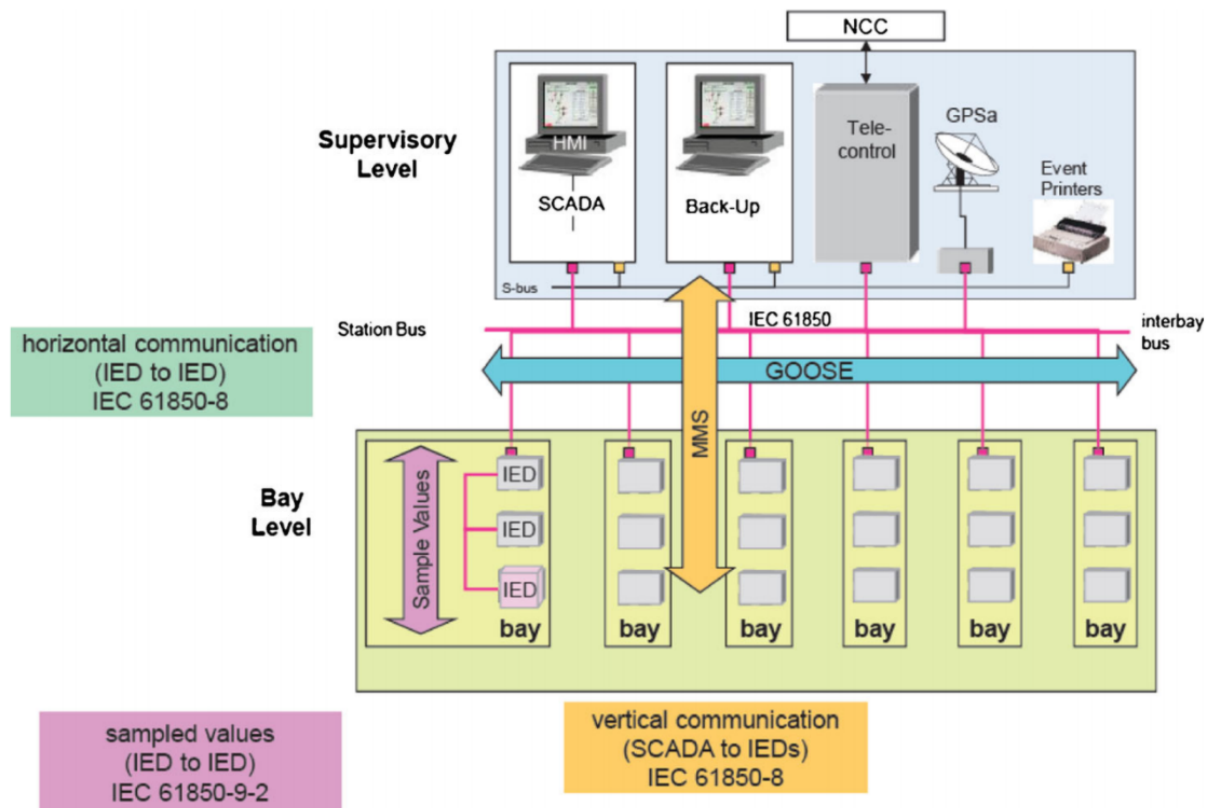 NCC
Supervisory
Level
HMI
SCADA
Back-Up
Tele-
control
GPSa
Event
Printers
S-bus
Station Bus
IEC 61850
interbay
bus
horizontal communication
(IED to IED)
IEC 61850-8
GOOSE
MMS
Bay
Level
Sample Values
IED
IED
IED
bay
bay
bay
bay
bay
bay
sampled values
(IED to IED)
IEC 61850-9-2
vertical communication
(SCADA to IEDs)
IEC 61850-8